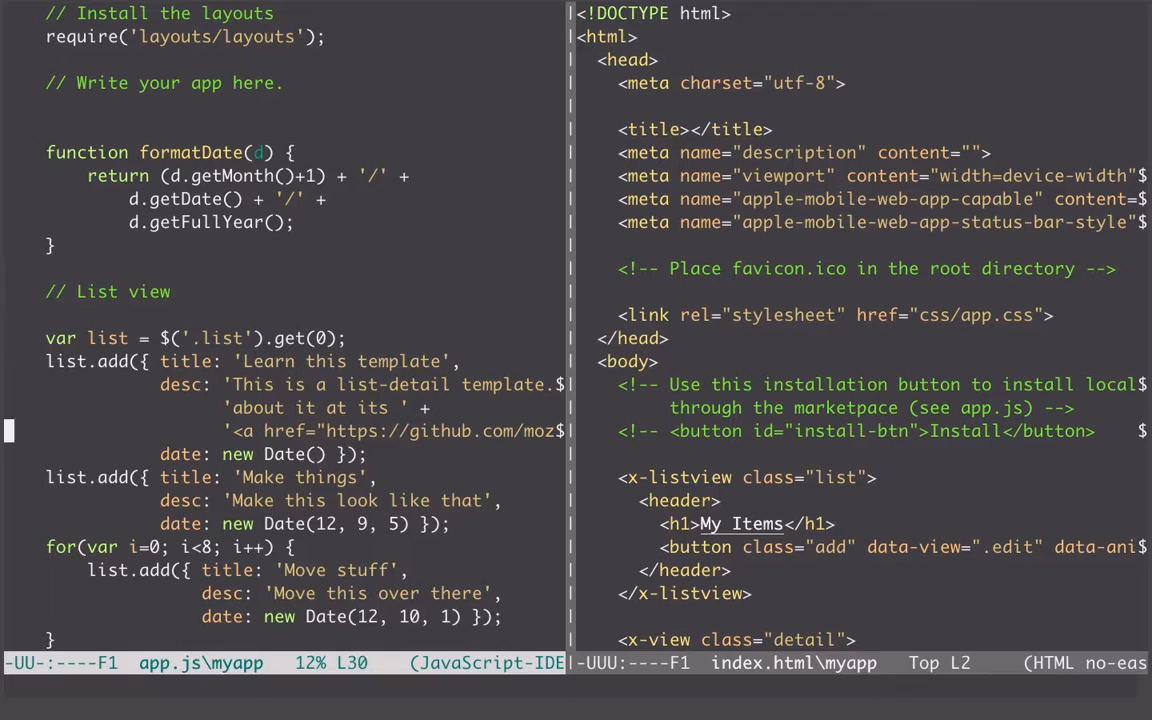 // Install the layouts
require('layouts/layouts');
// Write your app here.
function formatDate(d) {
return (d.getMonth()+1) + '/' +
d.getDate() + '/' +
d.getFullYear();
}
// List view
var list = $('.list').get(0);
list.add({ title: 'Learn this template',
desc: 'This is a list-detail template.$
'about it at its ' +
'<a href="https://github.com/moz$
date: new Date() });
list.add({ title: 'Make things',
desc: 'Make this look like that',
date: new Date(12, 9, 5) });
for(var i=0; i<8; i++) {
list.add({ title: 'Move stuff',
desc: 'Move this over there',
date: new Date(12, 10, 1) });
}
-UU-:----F1  app.js\myapp   12% L30    (JavaScript-IDE
<!DOCTYPE html>
<html>
<head>
<meta charset="utf-8">
<title></title>
<meta name="description" content="">
<meta name="viewport" content="width=device-width"$
<meta name="apple-mobile-web-app-capable" content=$
<meta name="apple-mobile-web-app-status-bar-style"$
<!-- Place favicon.ico in the root directory -->
<link rel="stylesheet" href="css/app.css">
</head>
<body>
<!-- Use this installation button to install local$
through the marketpace (see app.js) -->
<!-- <button id="install-btn">Install</button>    $
<x-listview class="list">
<header>
<h1>My Items</h1>
<button class="add" data-view=".edit" data-ani$
</header>
</x-listview>
<x-view class="detail">
-UUU:----F1  index.html\myapp   Top L2     (HTML no-eas